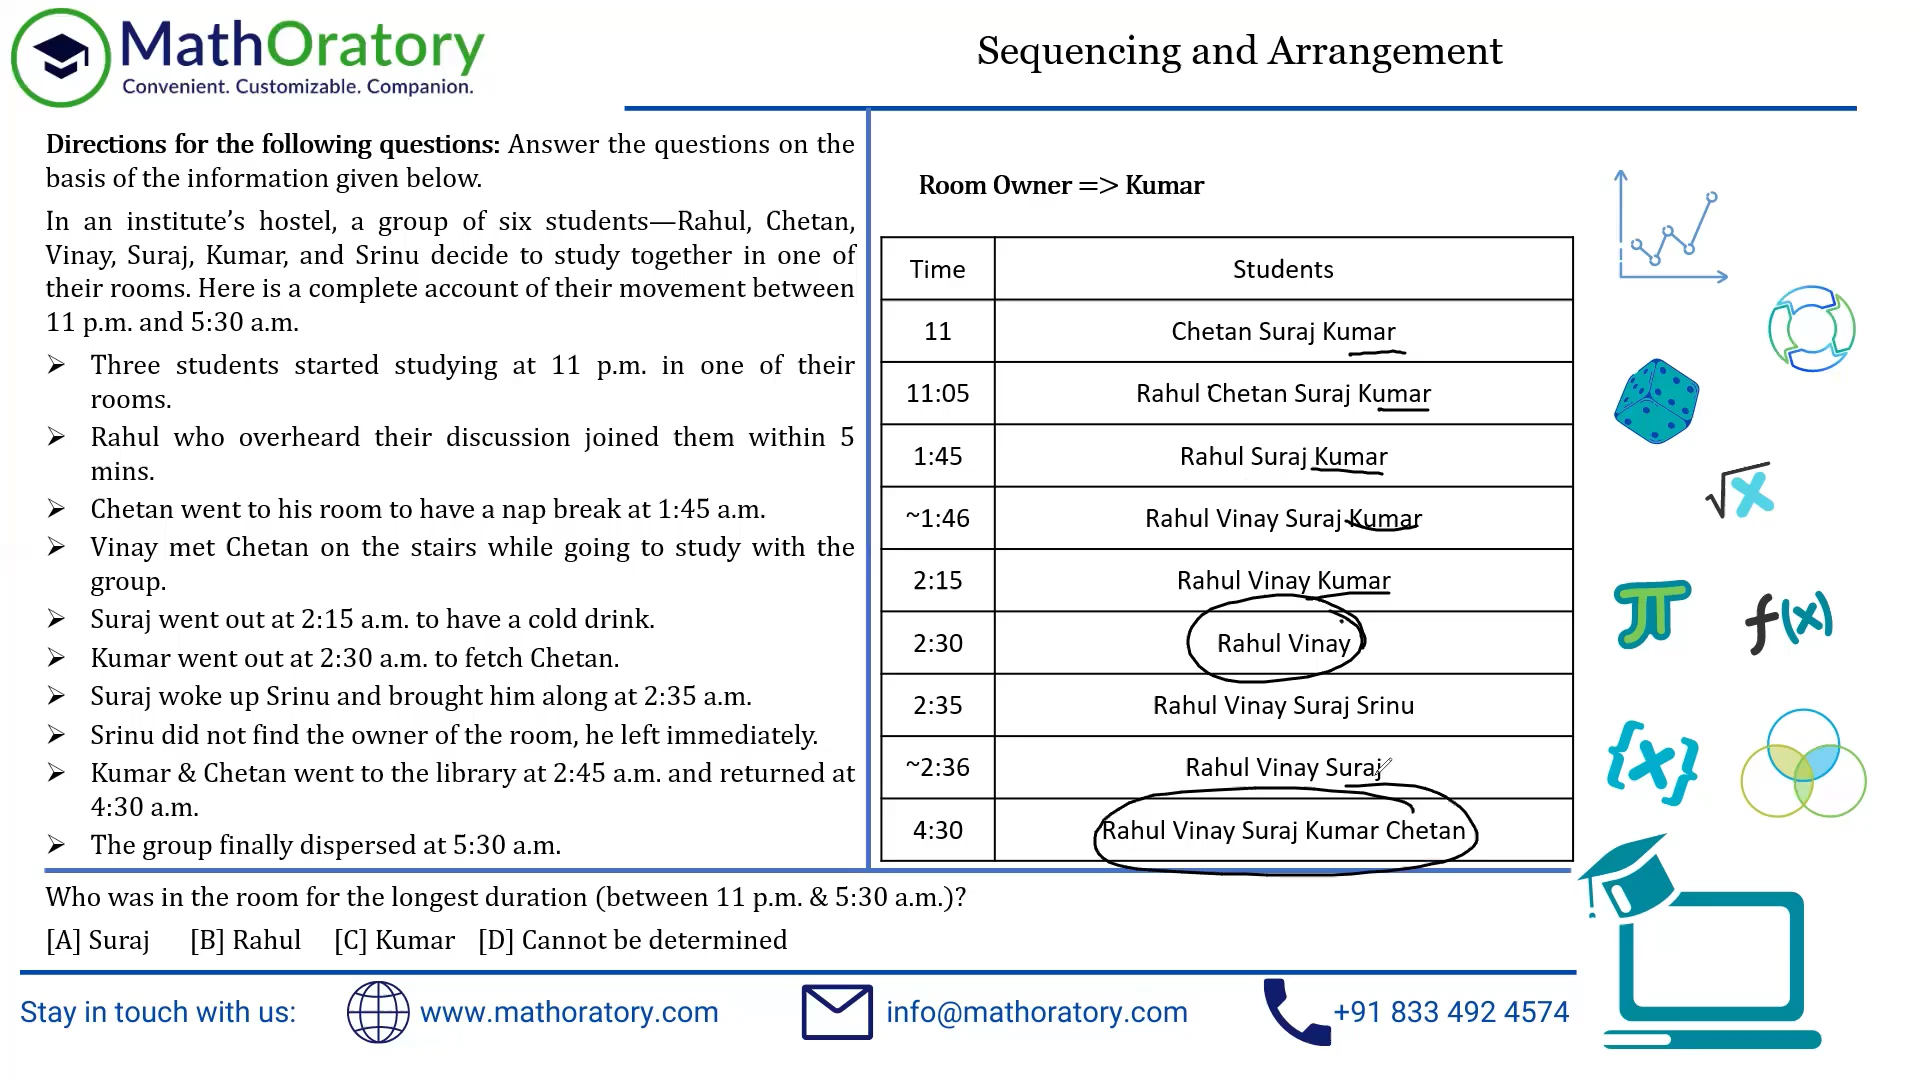 MathOratory
Convenient. Customizable. Companion.
Sequencing and Arrangement
Directions for the following questions: Answer the questions on the
basis of the information given below.
In an institute’s hostel, a group of six students—Rahul, Chetan,
Vinay, Suraj, Kumar, and Srinu decide to study together in one of
their rooms. Here is a complete account of their movement between
11 p.m. and 5:30 a.m.
➢ Three students started studying at 11 p.m. in one of their
rooms.
➢ Rahul who overheard their discussion joined them within 5
mins.
➢ Chetan went to his room to have a nap break at 1:45 a.m.
➢ Vinay met Chetan on the stairs while going to study with the
group.
➢ Suraj went out at 2:15 a.m. to have a cold drink.
➢ Kumar went out at 2:30 a.m. to fetch Chetan.
➢ Suraj woke up Srinu and brought him along at 2:35 a.m.
➢ Srinu did not find the owner of the room, he left immediately.
➢ Kumar & Chetan went to the library at 2:45 a.m. and returned at
4:30 a.m.
➢ The group finally dispersed at 5:30 a.m.
Room Owner => Kumar
Time Students
11 Chetan Suraj Kumar
11:05 Rahul Chetan Suraj Kumar
1:45 Rahul Suraj Kumar
~1:46 Rahul Vinay Suraj Kumar
2:15 Rahul Vinay Kumar
2:30 Rahul Vinay
2:35 Rahul Vinay Suraj Srinu
~2:36 Rahul Vinay Suraj
4:30 Rahul Vinay Suraj Kumar Chetan
√x
π f(x)
{x}
Who was in the room for the longest duration (between 11 p.m. & 5:30 a.m.)?
[A] Suraj [B] Rahul [C] Kumar [D] Cannot be determined
Stay in touch with us: www.mathoratory.com info@mathoratory.com +91 833 492 4574